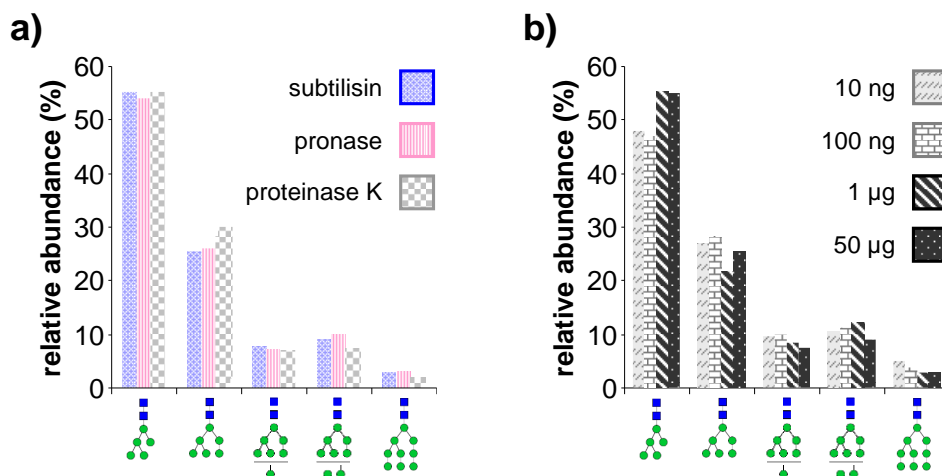 a)
relative abundance (%)
60
50
40
30
20
10
0
subtilisin
pronase
proteinase K
b)
relative abundance (%)
60
50
40
30
20
10
0
10 ng
100 ng
1 µg
50 µg